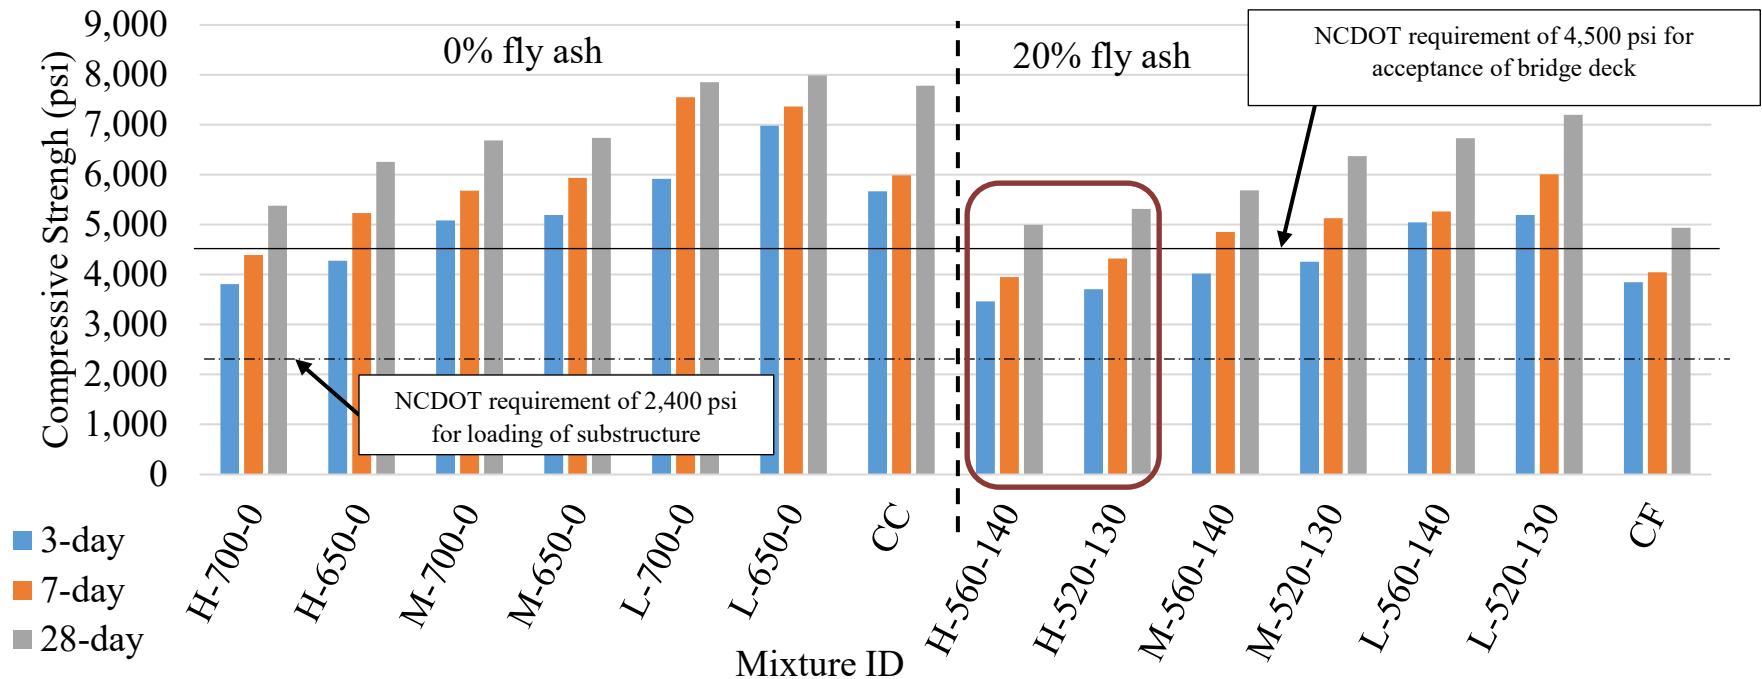 Compressive Strengh (psi)
9,000
8,000
7,000
6,000
5,000
4,000
3,000
2,000
1,000
0
0% fly ash
20% fly ash
NCDOT requirement of 4,500 psi for
acceptance of bridge deck
NCDOT requirement of 2,400 psi
for loading of substructure
H-700-0
H-650-0
M-700-0
M-650-0
L-700-0
L-650-0
CC
H-560-140
H-520-130
M-560-140
M-520-130
L-560-140
L-520-130
CF
3-day
7-day
28-day
Mixture ID